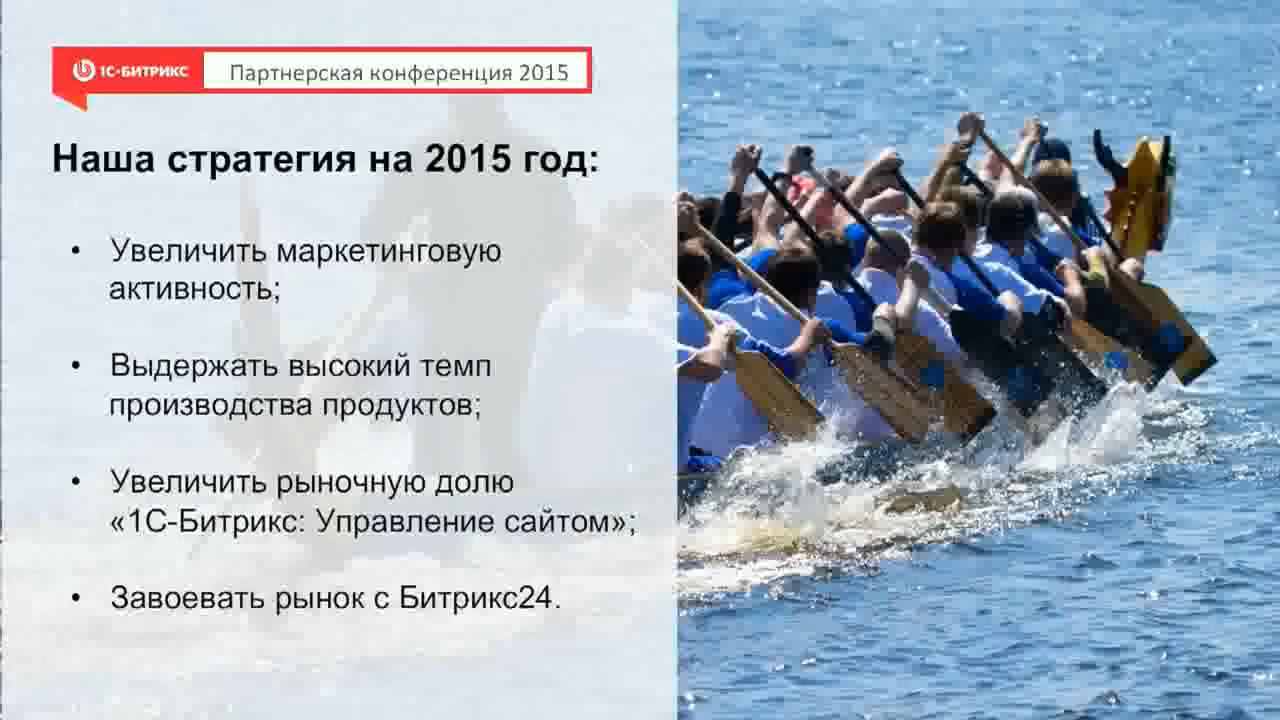 1С-БИТРИКС Партнерская конференция 2015
Наша стратегия на 2015 год:
• Увеличить маркетинговую
активность;
• Выдержать высокий темп
производства продуктов;
• Увеличить рыночную долю
«1С-Битрикс: Управление сайтом»;
• Завоевать рынок с Битрикс24.